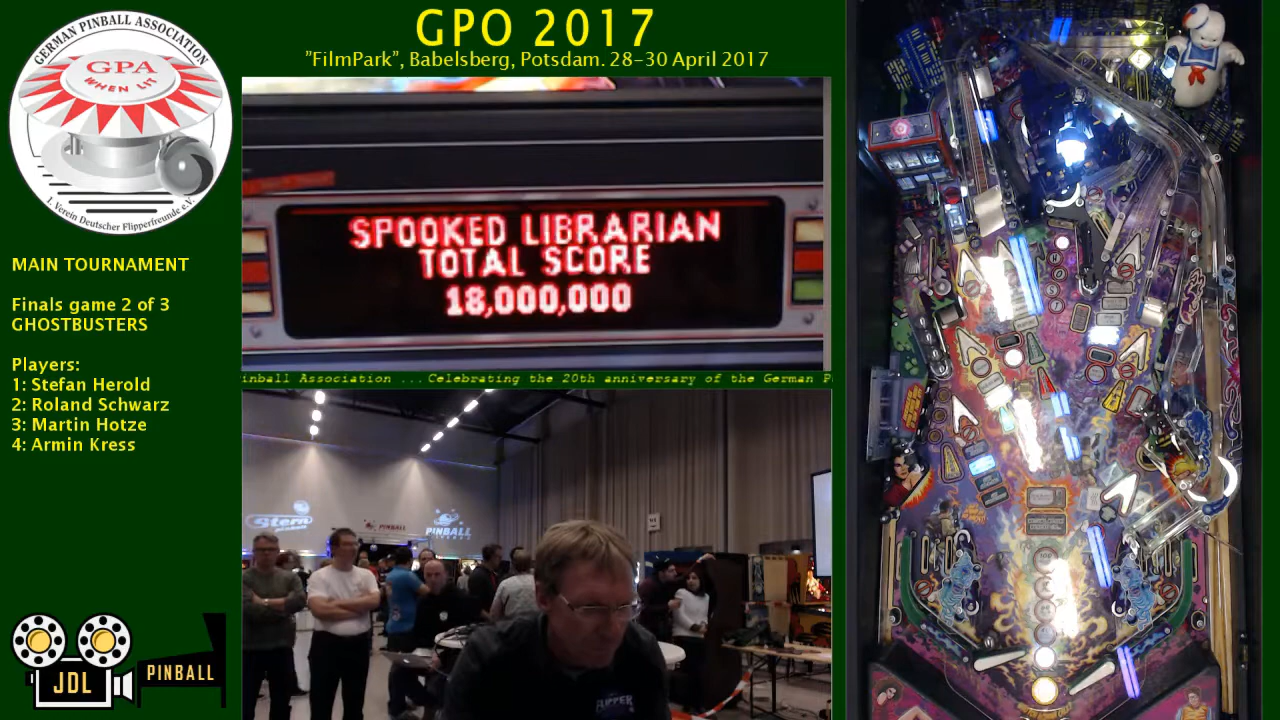 GPO 2017
"FilmPark", Babelsberg, Potsdam. 28-30 April 2017
GERMAN PINBALL ASSOCIATION
GPA
WHEN LIT
1. Verein Deutscher Flipperfreunde e.V.
MAIN TOURNAMENT
Finals game 2 of 3
GHOSTBUSTERS
Players:
1: Stefan Herold
2: Roland Schwarz
3: Martin Hotze
4: Armin Kress
SPOOKED LIBRARIAN
TOTAL SCORE
18,000,000
inball Association ... Celebrating the 20th anniversary of the German P
Stern
PINBALL
PINBALL
FLIPPER
JDL
PINBALL